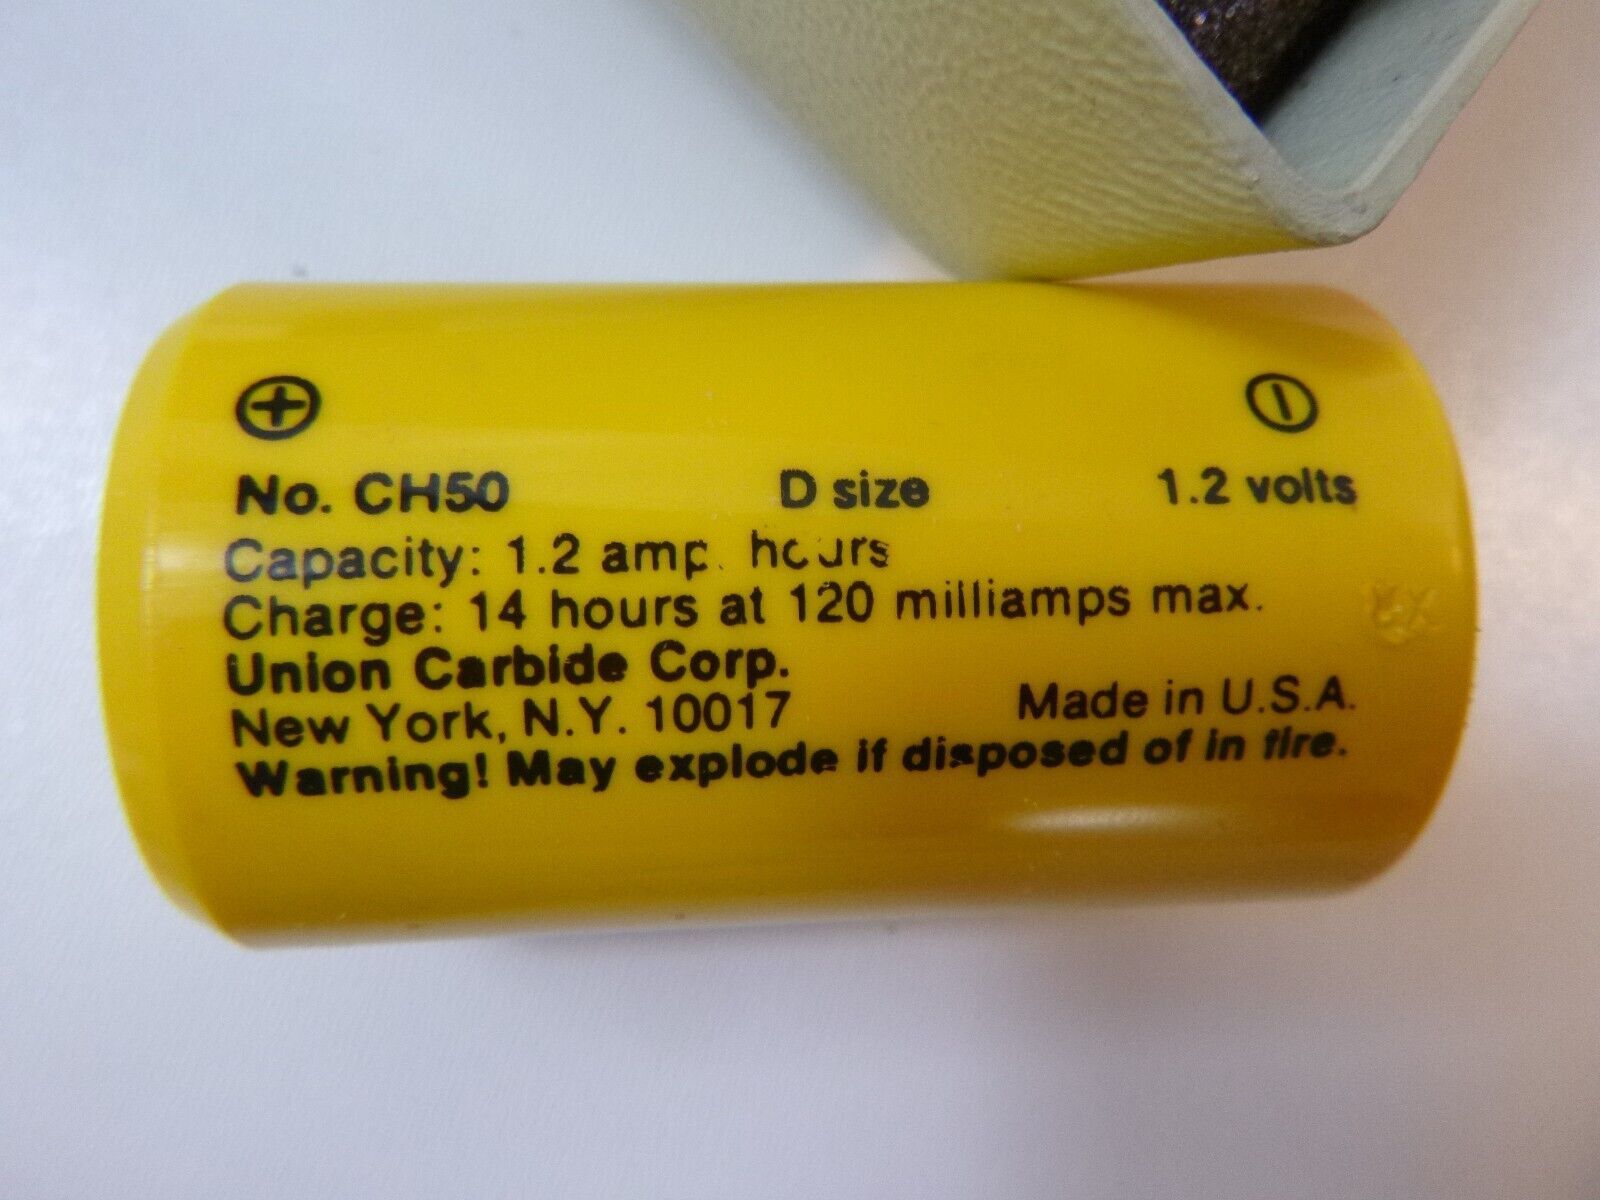 No. CH50 D size 1.2 volts
Capacity: 1.2 amp. hours
Charge: 14 hours at 120 milliamps max.
Union Carbide Corp.
New York, N.Y. 10017 Made in U.S.A.
Warning! May explode if disposed of in fire.